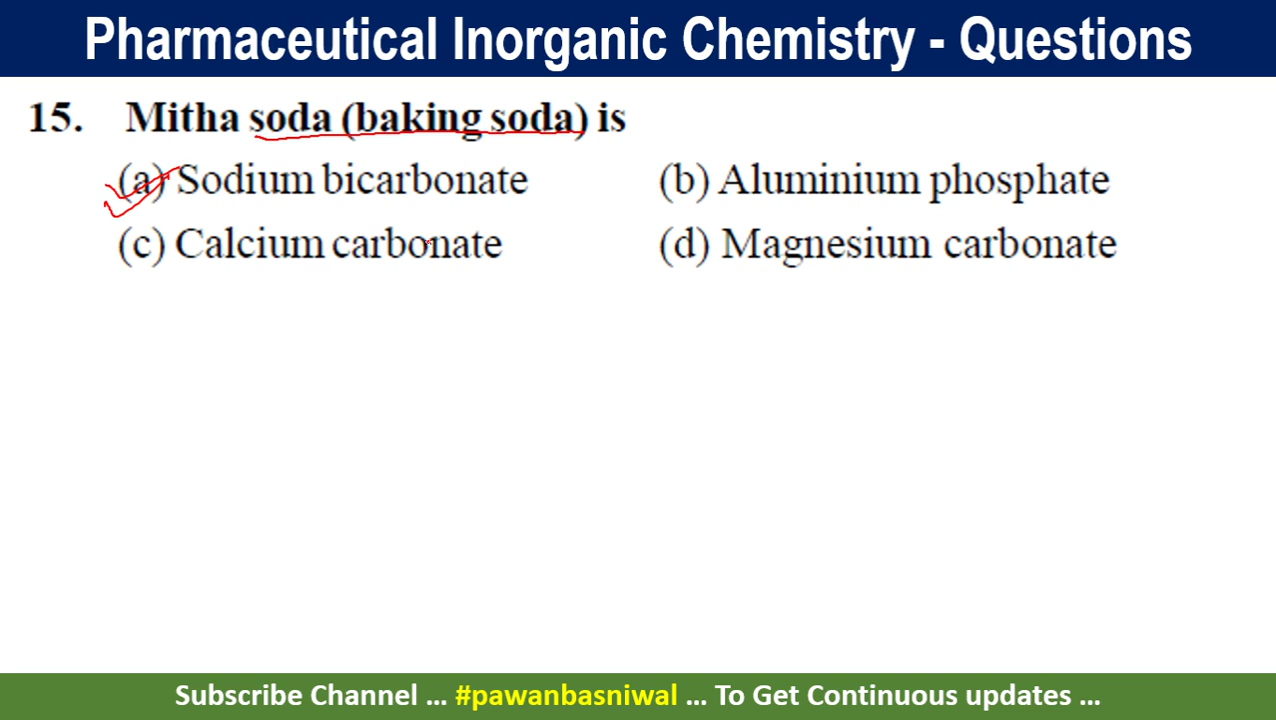 Pharmaceutical Inorganic Chemistry - Questions
15. Mitha soda (baking soda) is
(a) Sodium bicarbonate (b) Aluminium phosphate
(c) Calcium carbonate (d) Magnesium carbonate
Subscribe Channel ... #pawanbasniwal ... To Get Continuous updates ...